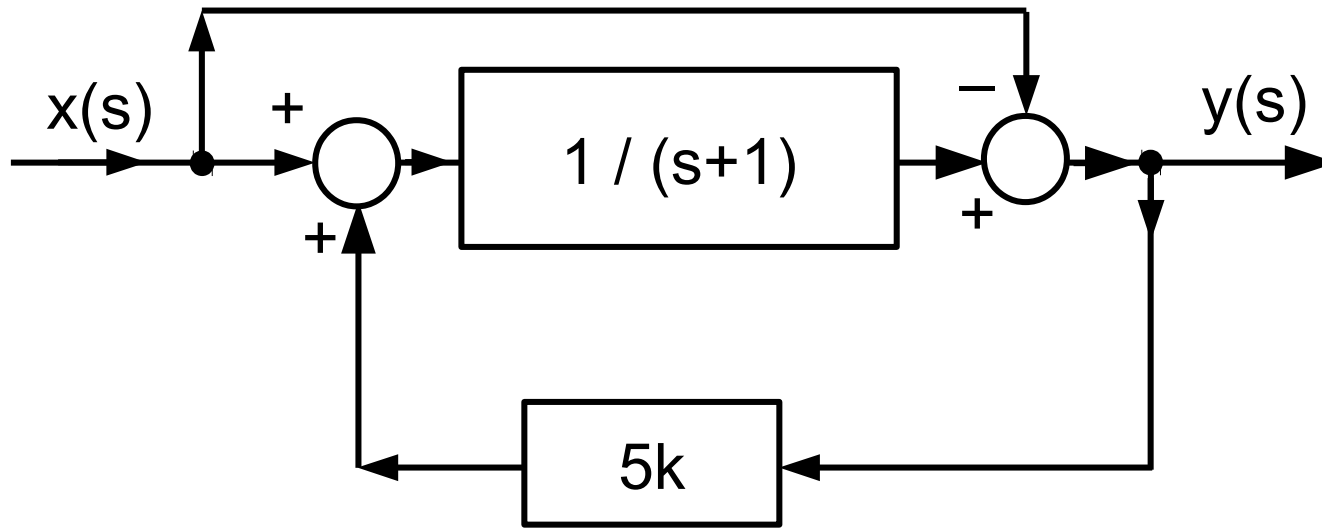 x(s)
+
+
1 / (s+1)
–
+
y(s)
5k